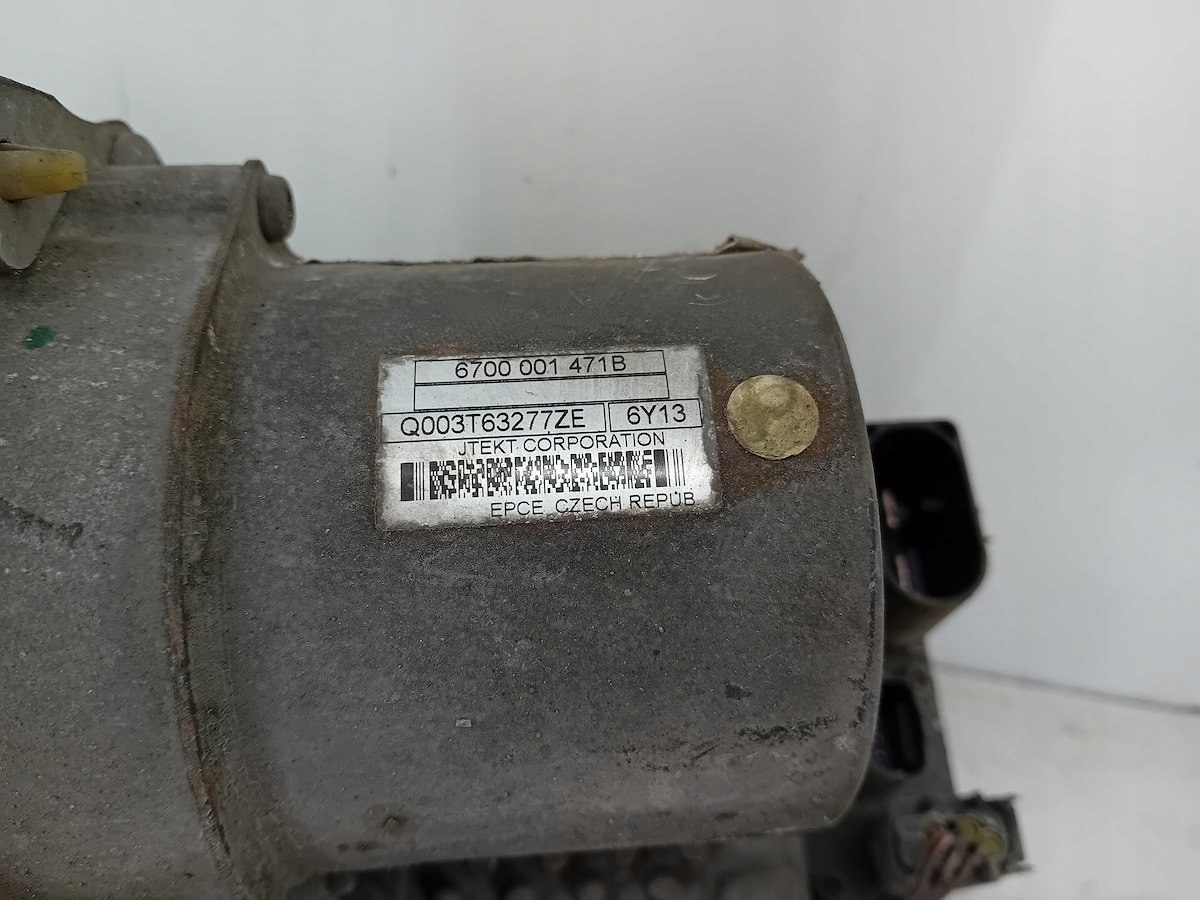 6700 001 471B
Q003T63277ZE 6Y13
JTEKT CORPORATION
EPCE CZECH REPUB.